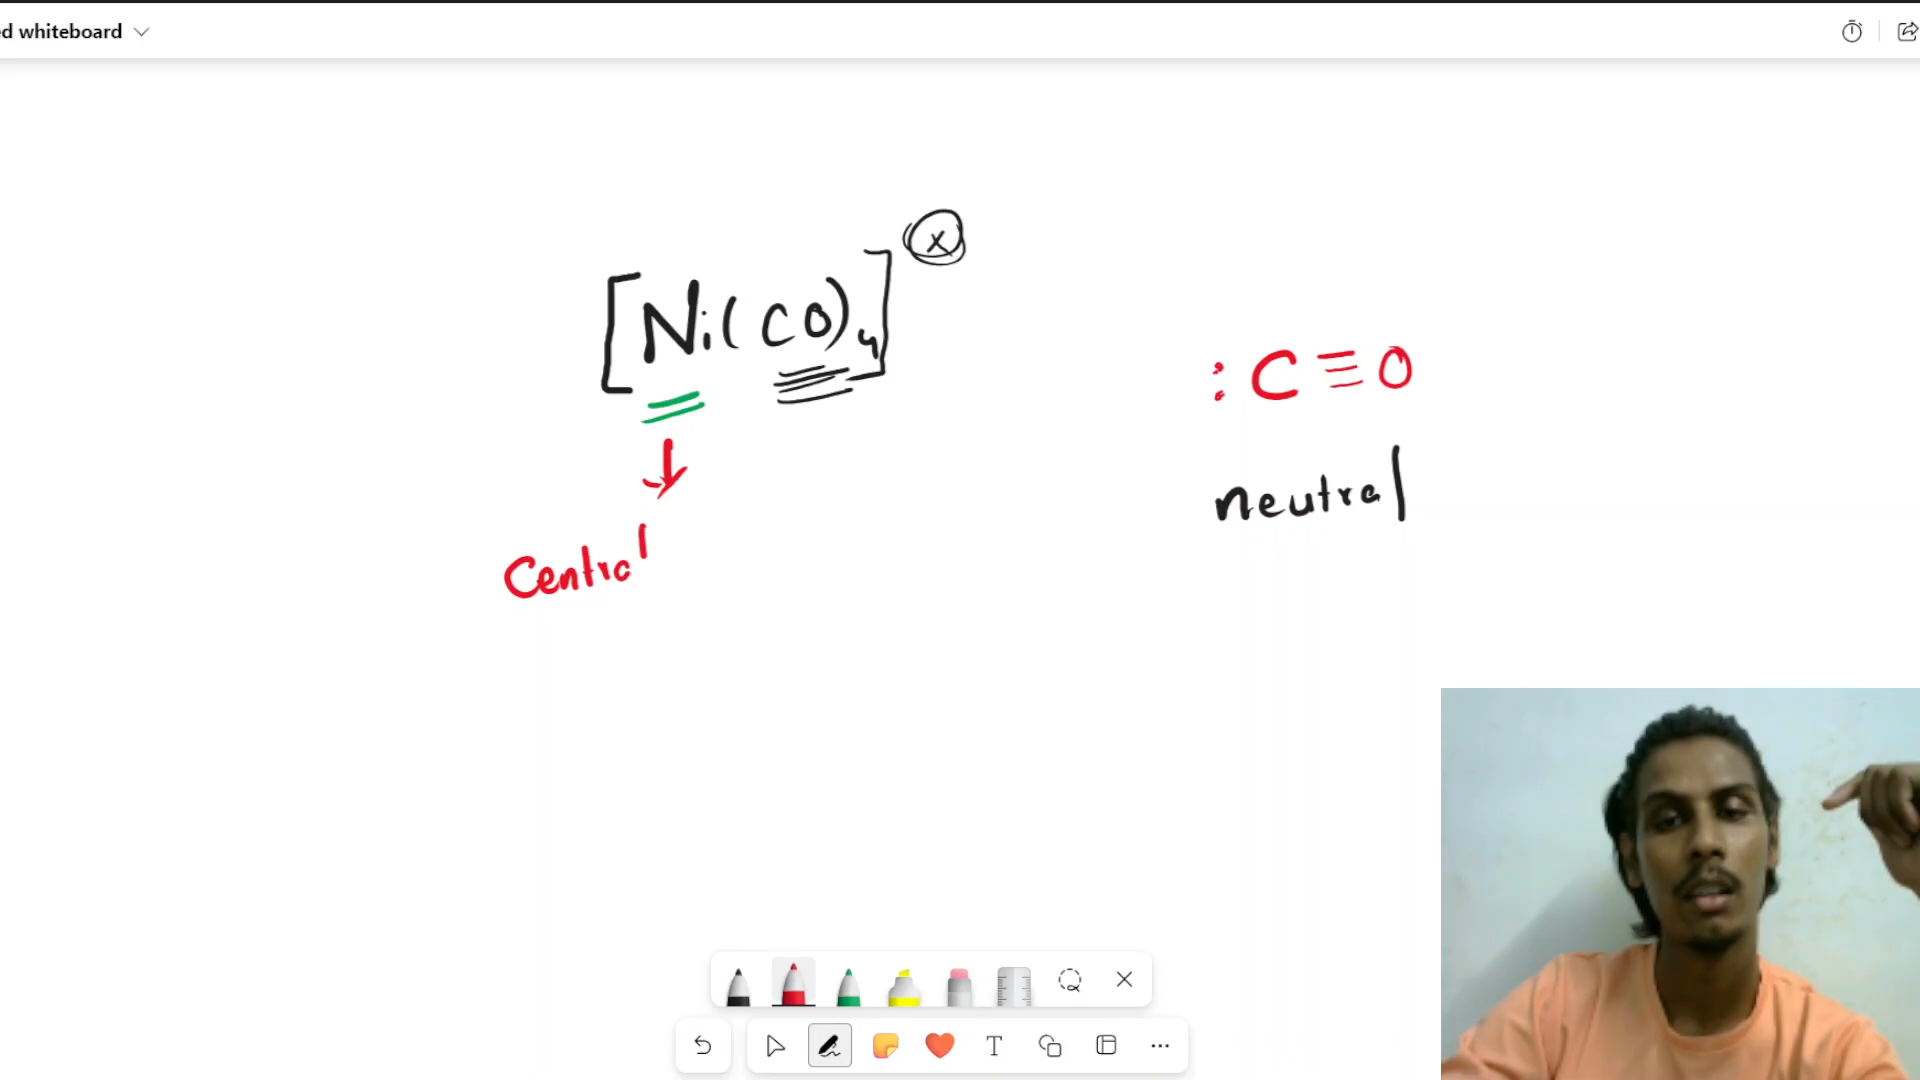 d whiteboard
[Ni(CO)4]x
:C≡O
neutral
Central
T